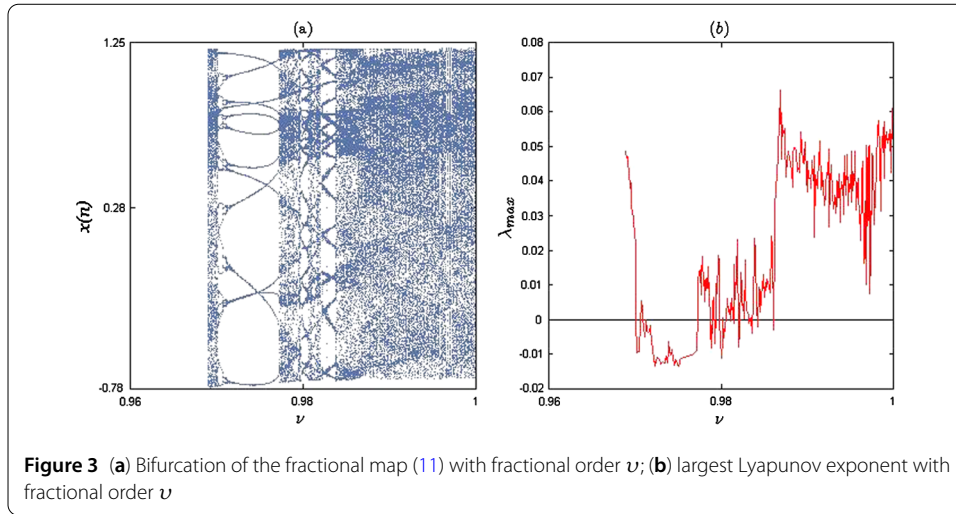 (a)
1.25
0.28
-0.78
x(n)
0.96
0.98
1
ν
(b)
0.08
0.07
0.06
0.05
0.04
0.03
0.02
0.01
0
-0.01
-0.02
λmax
0.96
0.98
1
ν
Figure 3 (a) Bifurcation of the fractional map (11) with fractional order υ; (b) largest Lyapunov exponent with
fractional order υ